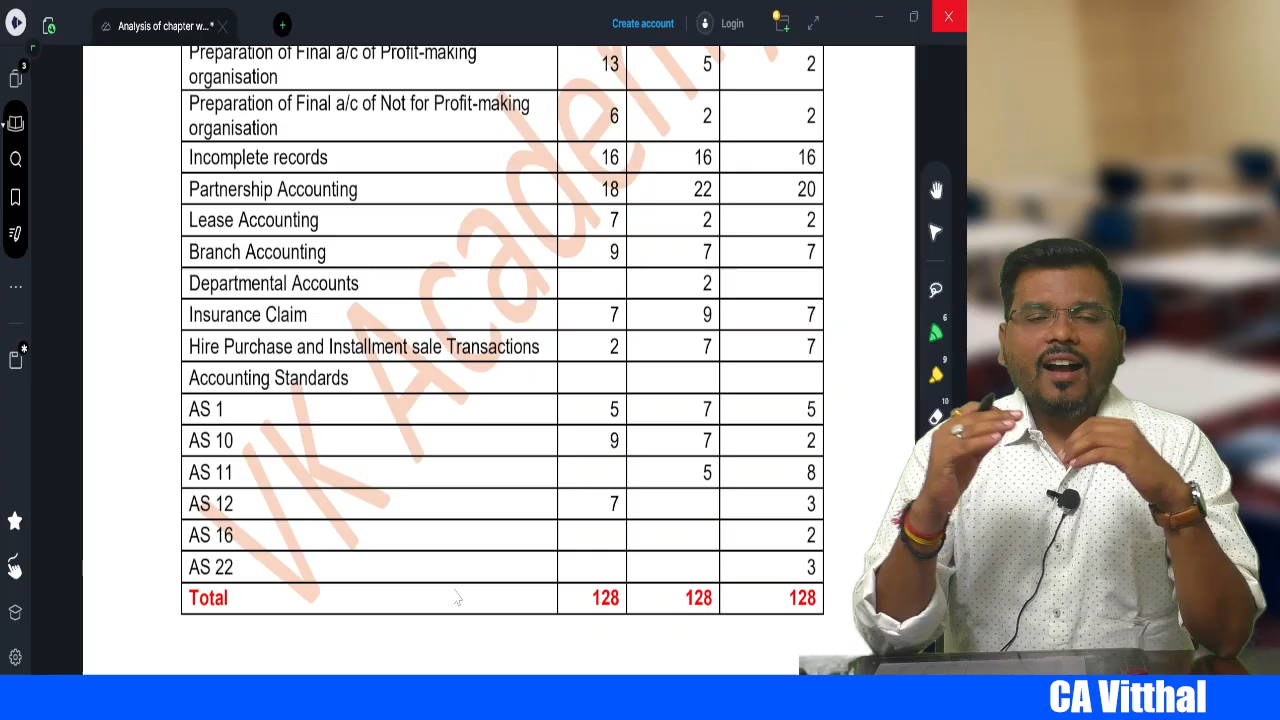 Analysis of chapter w...*
Create account
Login
3
Preparation of Final a/c of Profit-making
organisation
13 5 2
Preparation of Final a/c of Not for Profit-making
organisation
6 2 2
Incomplete records 16 16 16
Partnership Accounting 18 22 20
Lease Accounting 7 2 2
Branch Accounting 9 7 7
Departmental Accounts 2
Insurance Claim 7 9 7
Hire Purchase and Installment sale Transactions 2 7 7
Accounting Standards
AS 1 5 7 5
AS 10 9 7 2
AS 11 5 8
AS 12 7 3
AS 16 2
AS 22 3
Total 128 128 128
VK Academy
6
9
10
CA Vitthal